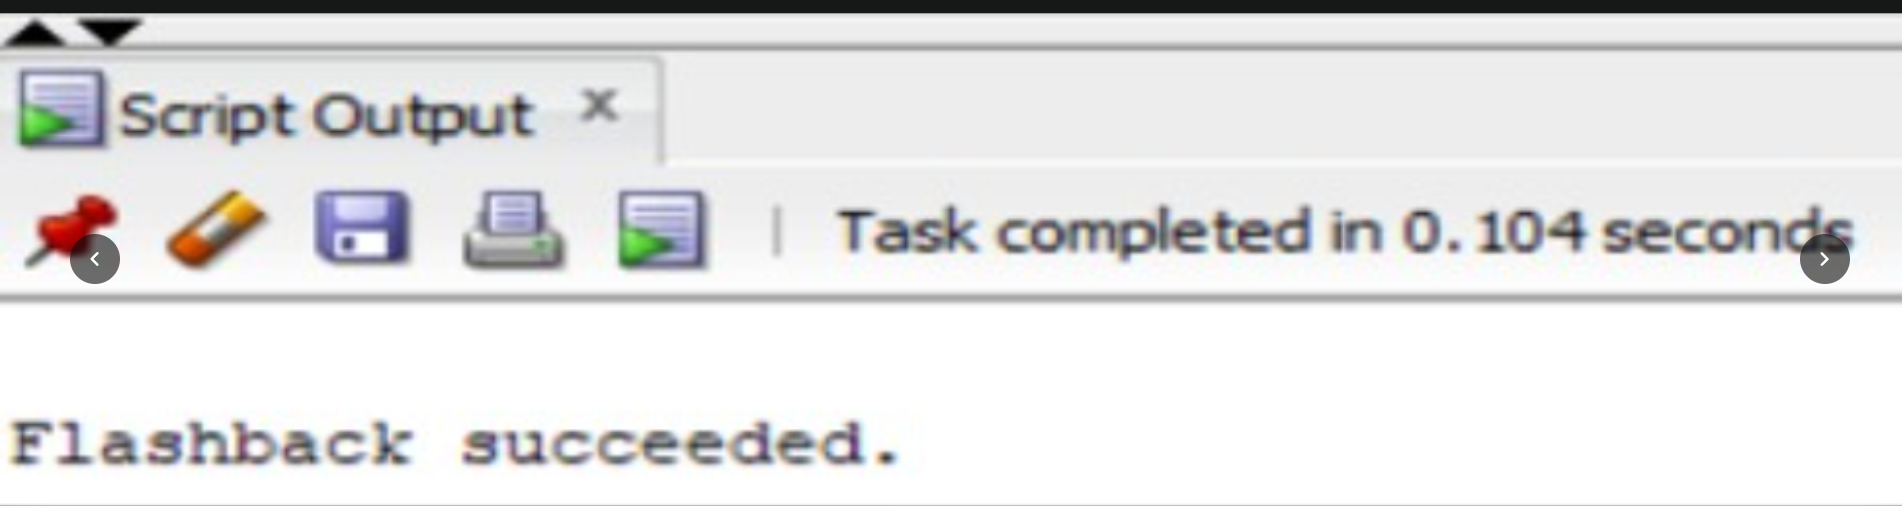 Script Output
Task completed in 0.104 seconds
Flashback succeeded.